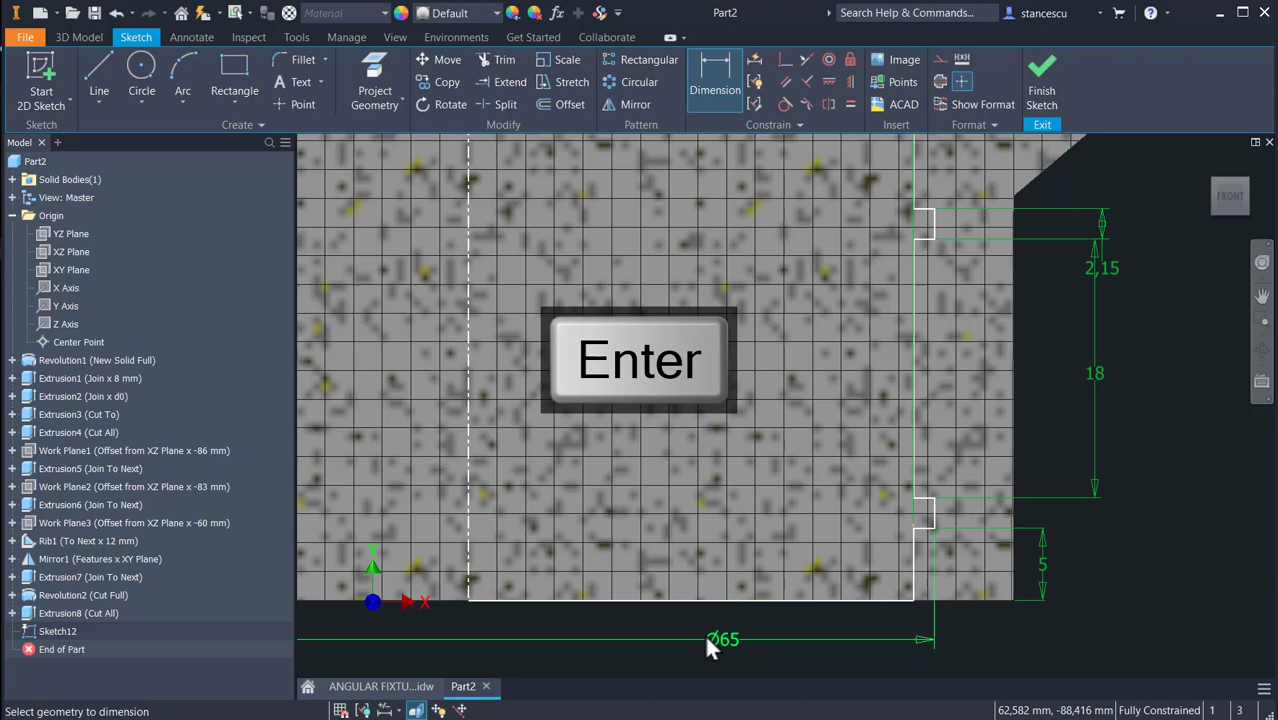 Material
Default
Part2
Search Help & Commands...
stancescu
File
3D Model
Sketch
Annotate
Inspect
Tools
Manage
View
Environments
Get Started
Collaborate
Start
2D Sketch
Line
Circle
Arc
Rectangle
Fillet
Text
Point
Project
Geometry
Move
Copy
Rotate
Trim
Extend
Split
Scale
Stretch
Offset
Rectangular
Circular
Mirror
Dimension
Image
Points
ACAD
Show Format
Finish
Sketch
Sketch
Create
Modify
Pattern
Constrain
Insert
Format
Exit
Model
Part2
Solid Bodies(1)
View: Master
Origin
YZ Plane
XZ Plane
XY Plane
X Axis
Y Axis
Z Axis
Center Point
Revolution1 (New Solid Full)
Extrusion1 (Join x 8 mm)
Extrusion2 (Join x d0)
Extrusion3 (Cut To)
Extrusion4 (Cut All)
Work Plane1 (Offset from XZ Plane x -86 mm)
Extrusion5 (Join To Next)
Work Plane2 (Offset from XZ Plane x -83 mm)
Extrusion6 (Join To Next)
Work Plane3 (Offset from XZ Plane x -60 mm)
Rib1 (To Next x 12 mm)
Mirror1 (Features x XY Plane)
Extrusion7 (Join To Next)
Revolution2 (Cut Full)
Extrusion8 (Cut All)
Sketch12
End of Part
FRONT
2,15
18
5
Ø65
Enter
Y
X
ANGULAR FIXTU...idw
Part2
Select geometry to dimension
62,582 mm, -88,416 mm
Fully Constrained
1
3